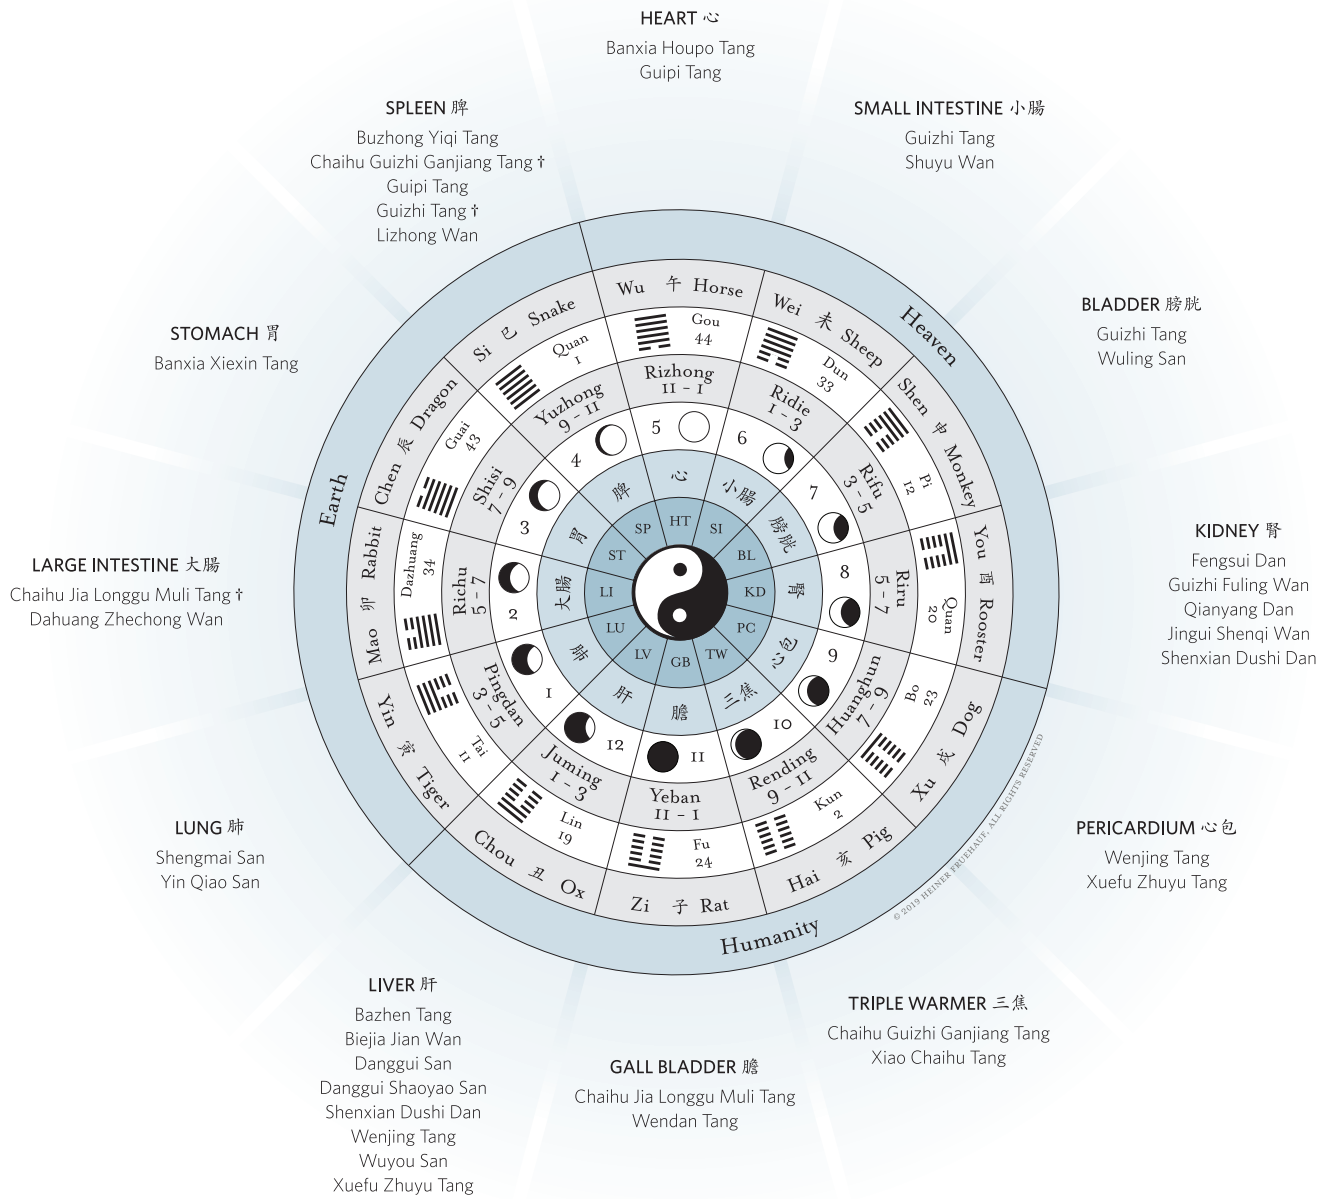 HEART 心
Banxia Houpo Tang
Guipi Tang
SPLEEN 脾
Buzhong Yiqi Tang
Chaihu Guizhi Ganjiang Tang †
Guipi Tang
Guizhi Tang †
Lizhong Wan
SMALL INTESTINE 小腸
Guizhi Tang
Shuyu Wan
STOMACH 胃
Banxia Xiexin Tang
BLADDER 膀胱
Guizhi Tang
Wuling San
LARGE INTESTINE 大腸
Chaihu Jia Longgu Muli Tang †
Dahuang Zhechong Wan
KIDNEY 腎
Fengsui Dan
Guizhi Fuling Wan
Qianyang Dan
Jingui Shenqi Wan
Shenxian Dushi Dan
LUNG 肺
Shengmai San
Yin Qiao San
PERICARDIUM 心包
Wenjing Tang
Xuefu Zhuyu Tang
LIVER 肝
Bazhen Tang
Biejia Jian Wan
Danggui San
Danggui Shaoyao San
Shenxian Dushi Dan
Wenjing Tang
Wuyou San
Xuefu Zhuyu Tang
GALL BLADDER 膽
Chaihu Jia Longgu Muli Tang
Wendan Tang
TRIPLE WARMER 三焦
Chaihu Guizhi Ganjiang Tang
Xiao Chaihu Tang
Heaven
Humanity
Earth
Wu 午 Horse
Wei 未 Sheep
Shen 申 Monkey
You 酉 Rooster
Xu 戌 Dog
Hai 亥 Pig
Zi 子 Rat
Chou 丑 Ox
Yin 寅 Tiger
Mao 卯 Rabbit
Chen 辰 Dragon
Si 巳 Snake
Gou
44
Dun
33
Pi
12
Quan
20
Bo
23
Kun
2
Fu
24
Lin
19
Tai
11
Dazhuang
34
Guai
43
Quan
1
Rizhong
11 - 1
Ridie
1 - 3
Rifu
3 - 5
Riru
5 - 7
Huanghun
7 - 9
Rending
9 - 11
Yeban
11 - 1
Juming
1 - 3
Pingdan
3 - 5
Richu
5 - 7
Shisi
7 - 9
Yuzhong
9 - 11
5
6
7
8
9
10
11
12
1
2
3
4
心
小腸
膀胱
腎
心包
三焦
膽
肝
肺
大腸
胃
脾
HT
SI
BL
KD
PC
TW
GB
LV
LU
LI
ST
SP
© 2019 HEINER FRUEHAUF, ALL RIGHTS RESERVED